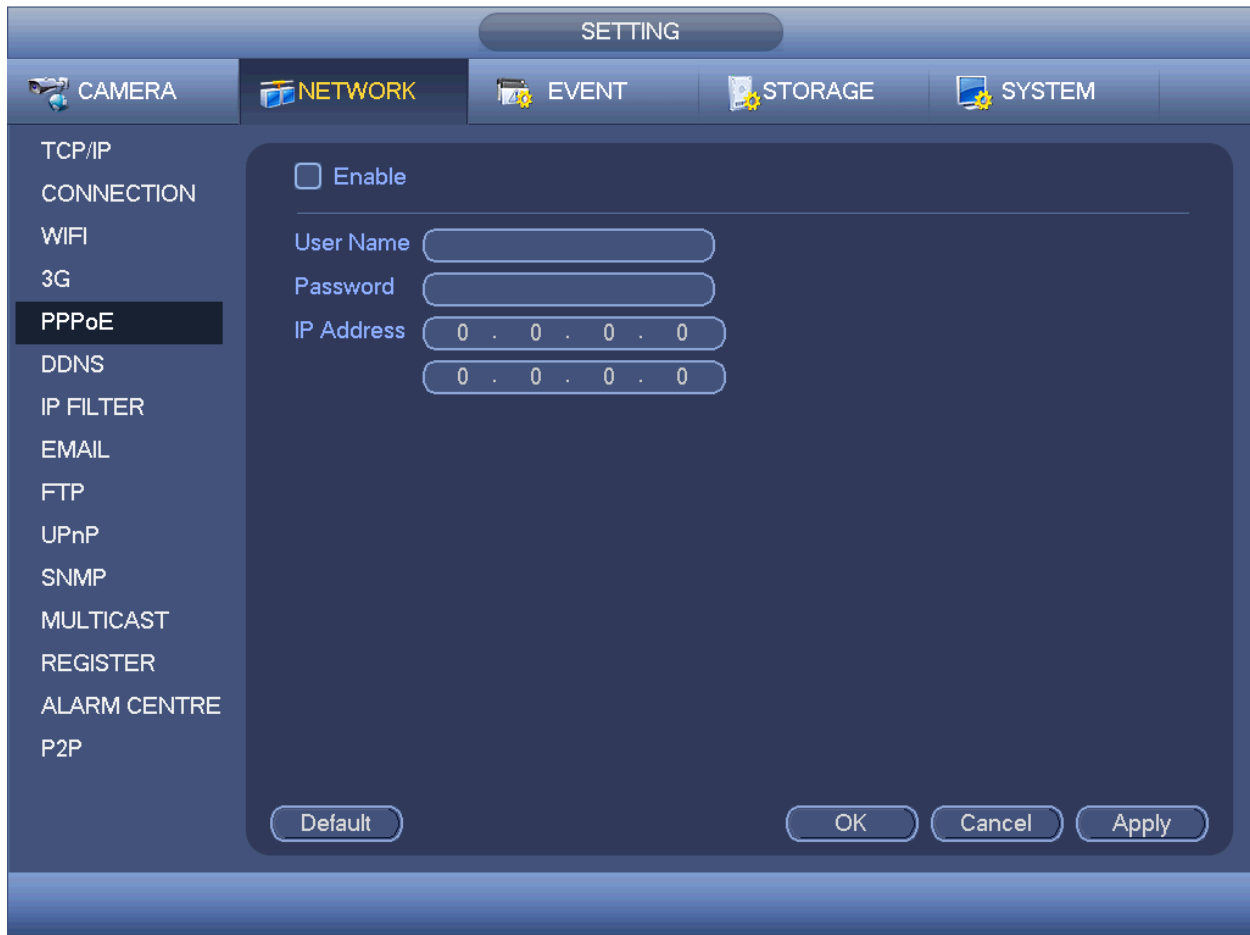 SETTING
CAMERA NETWORK EVENT STORAGE SYSTEM
TCP/IP
CONNECTION
WIFI
3G
PPPoE
DDNS
IP FILTER
EMAIL
FTP
UPnP
SNMP
MULTICAST
REGISTER
ALARM CENTRE
P2P
Enable
User Name
Password
IP Address 0 . 0 . 0 . 0
0 . 0 . 0 . 0
Default OK Cancel Apply